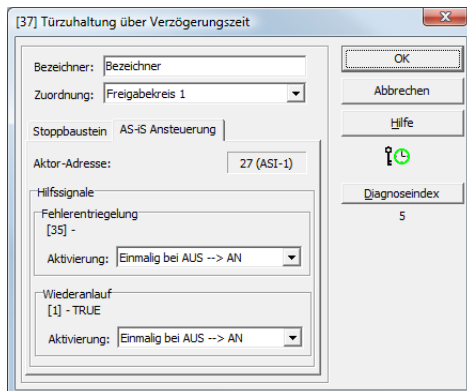 [37] Türzuhaltung über Verzögerungszeit
Bezeichner: Bezeichner
Zuordnung: Freigabekreis 1
Stoppbaustein AS-iS Ansteuerung
Aktor-Adresse: 27 (ASI-1)
Hilfssignale
Fehlerentriegelung
[35] -
Aktivierung: Einmalig bei AUS --> AN
Wiederanlauf
[1] - TRUE
Aktivierung: Einmalig bei AUS --> AN
OK
Abbrechen
Hilfe
Diagnoseindex
5